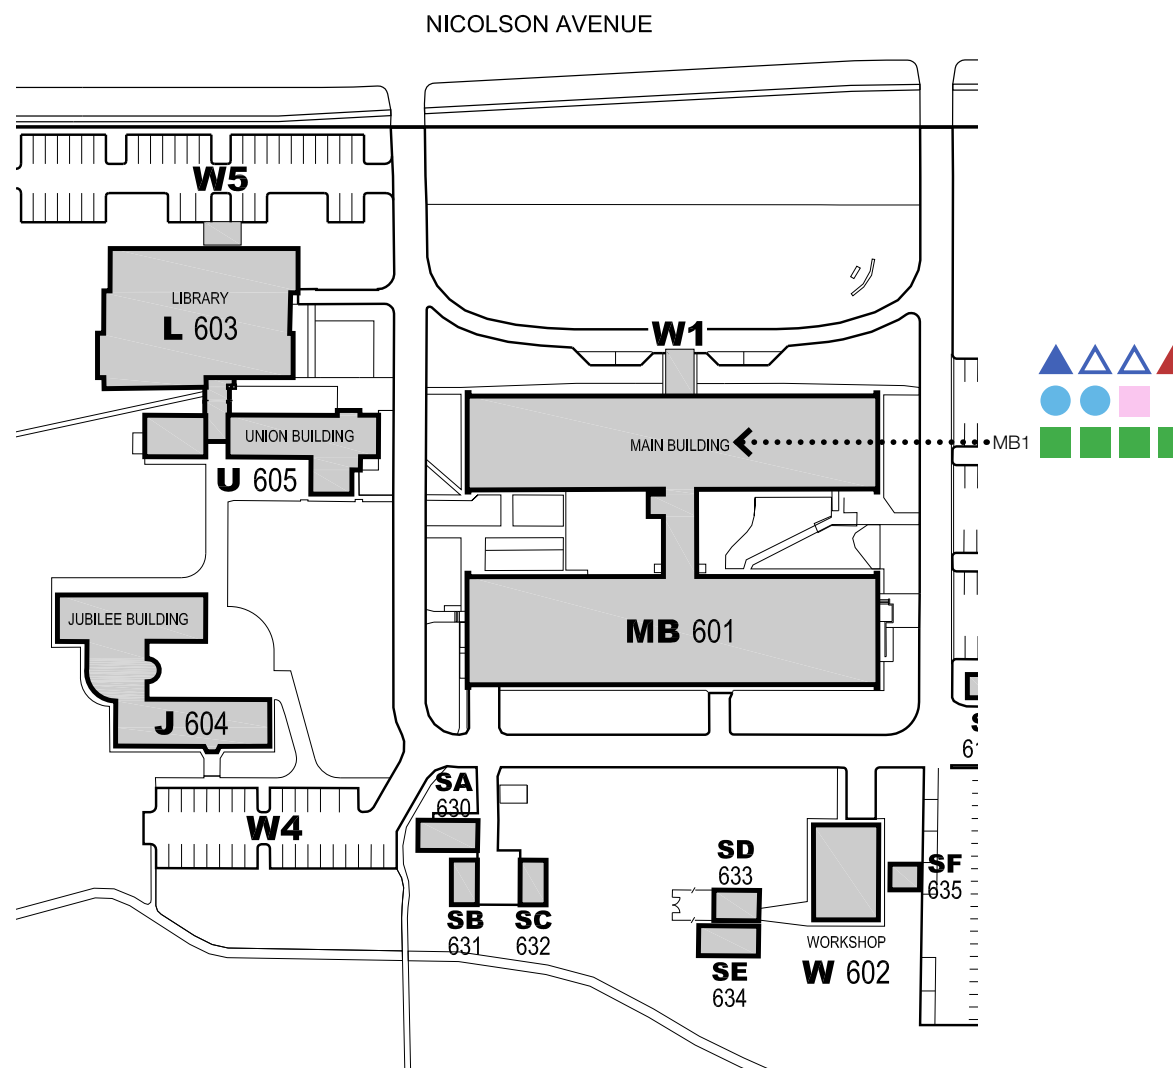 NICOLSON AVENUE
W5
LIBRARY
L 603
W1
UNION BUILDING
U 605
MAIN BUILDING
MB1
JUBILEE BUILDING
MB 601
J 604
SA
630
W4
SD
633
SF
635
SB
631
SC
632
SE
634
WORKSHOP
W 602